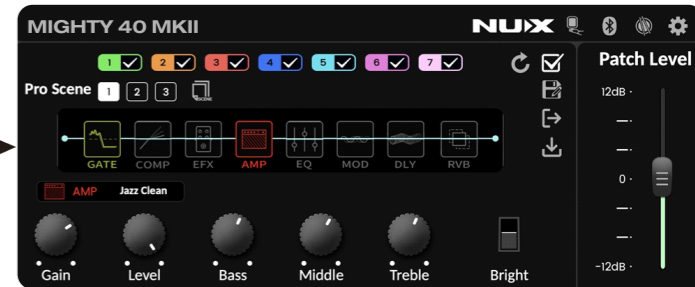 MIGHTY 40 MKII
NUX
1 2 3 4 5 6 7
Patch Level
Pro Scene 1 2 3
SCENE
12dB
GATE COMP EFX AMP EQ MOD DLY RVB
0
AMP Jazz Clean
-12dB
Gain Level Bass Middle Treble Bright